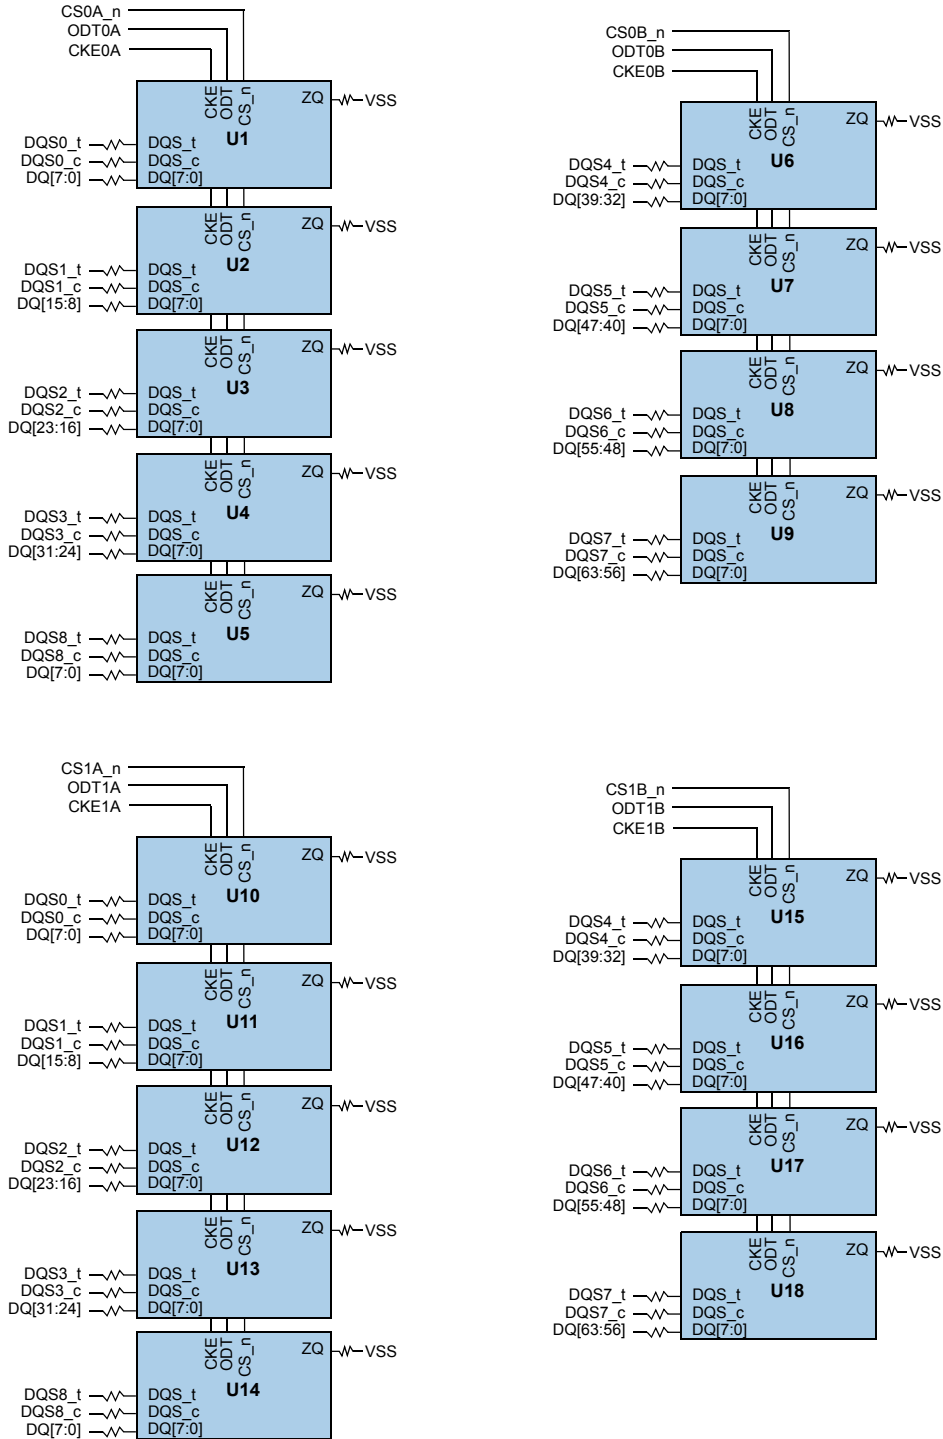 CS0A_n
ODT0A
CKE0A
CKE
ODT
CS_n
ZQ
VSS
U1
DQS0_t
DQS_t
DQS0_c
DQS_c
DQ[7:0]
DQ[7:0]
CKE
ODT
CS_n
ZQ
VSS
U2
DQS1_t
DQS_t
DQS1_c
DQS_c
DQ[15:8]
DQ[7:0]
CKE
ODT
CS_n
ZQ
VSS
U3
DQS2_t
DQS_t
DQS2_c
DQS_c
DQ[23:16]
DQ[7:0]
CKE
ODT
CS_n
ZQ
VSS
U4
DQS3_t
DQS_t
DQS3_c
DQS_c
DQ[31:24]
DQ[7:0]
CKE
ODT
CS_n
ZQ
VSS
U5
DQS8_t
DQS_t
DQS8_c
DQS_c
DQ[7:0]
DQ[7:0]
CS0B_n
ODT0B
CKE0B
CKE
ODT
CS_n
ZQ
VSS
U6
DQS4_t
DQS_t
DQS4_c
DQS_c
DQ[39:32]
DQ[7:0]
CKE
ODT
CS_n
ZQ
VSS
U7
DQS5_t
DQS_t
DQS5_c
DQS_c
DQ[47:40]
DQ[7:0]
CKE
ODT
CS_n
ZQ
VSS
U8
DQS6_t
DQS_t
DQS6_c
DQS_c
DQ[55:48]
DQ[7:0]
CKE
ODT
CS_n
ZQ
VSS
U9
DQS7_t
DQS_t
DQS7_c
DQS_c
DQ[63:56]
DQ[7:0]
CS1A_n
ODT1A
CKE1A
CKE
ODT
CS_n
ZQ
VSS
U10
DQS0_t
DQS_t
DQS0_c
DQS_c
DQ[7:0]
DQ[7:0]
CKE
ODT
CS_n
ZQ
VSS
U11
DQS1_t
DQS_t
DQS1_c
DQS_c
DQ[15:8]
DQ[7:0]
CKE
ODT
CS_n
ZQ
VSS
U12
DQS2_t
DQS_t
DQS2_c
DQS_c
DQ[23:16]
DQ[7:0]
CKE
ODT
CS_n
ZQ
VSS
U13
DQS3_t
DQS_t
DQS3_c
DQS_c
DQ[31:24]
DQ[7:0]
CKE
ODT
CS_n
ZQ
VSS
U14
DQS8_t
DQS_t
DQS8_c
DQS_c
DQ[7:0]
DQ[7:0]
CS1B_n
ODT1B
CKE1B
CKE
ODT
CS_n
ZQ
VSS
U15
DQS4_t
DQS_t
DQS4_c
DQS_c
DQ[39:32]
DQ[7:0]
CKE
ODT
CS_n
ZQ
VSS
U16
DQS5_t
DQS_t
DQS5_c
DQS_c
DQ[47:40]
DQ[7:0]
CKE
ODT
CS_n
ZQ
VSS
U17
DQS6_t
DQS_t
DQS6_c
DQS_c
DQ[55:48]
DQ[7:0]
CKE
ODT
CS_n
ZQ
VSS
U18
DQS7_t
DQS_t
DQS7_c
DQS_c
DQ[63:56]
DQ[7:0]